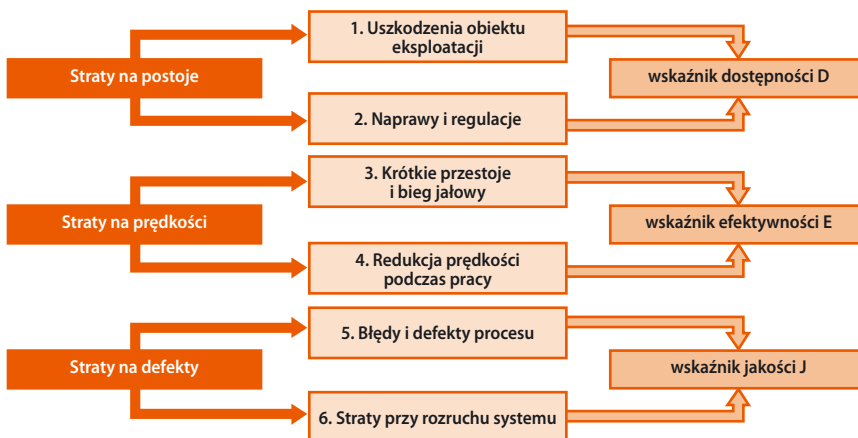 Straty na postoje
1. Uszkodzenia obiektu
eksploatacji
2. Naprawy i regulacje
wskaźnik dostępności D
Straty na prędkości
3. Krótkie przestoje
i bieg jałowy
4. Redukcja prędkości
podczas pracy
wskaźnik efektywności E
Straty na defekty
5. Błędy i defekty procesu
6. Straty przy rozruchu systemu
wskaźnik jakości J